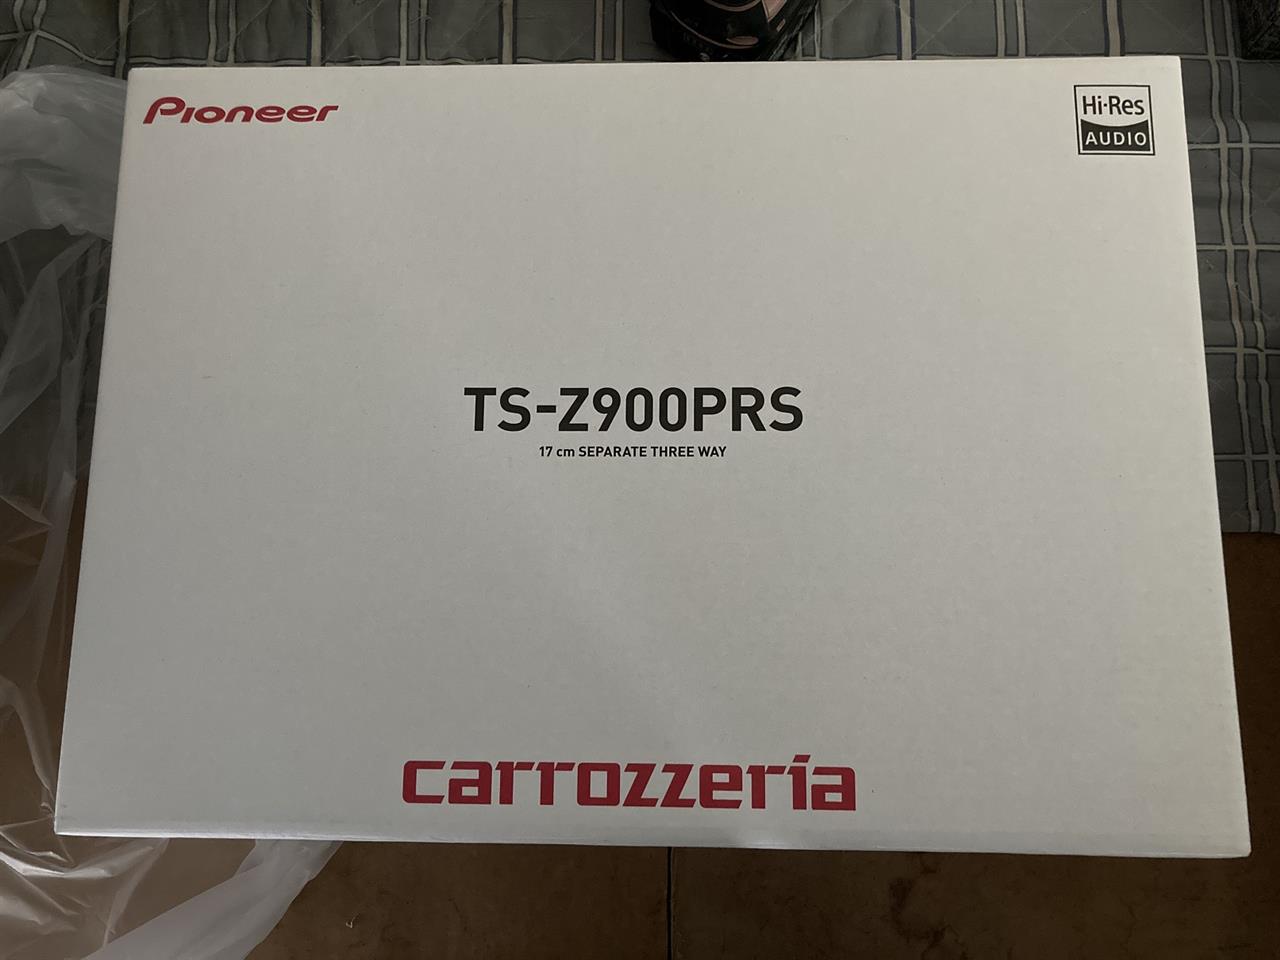 Pioneer
Hi-Res
AUDIO
TS-Z900PRS
17 cm SEPARATE THREE WAY
carrozzeria